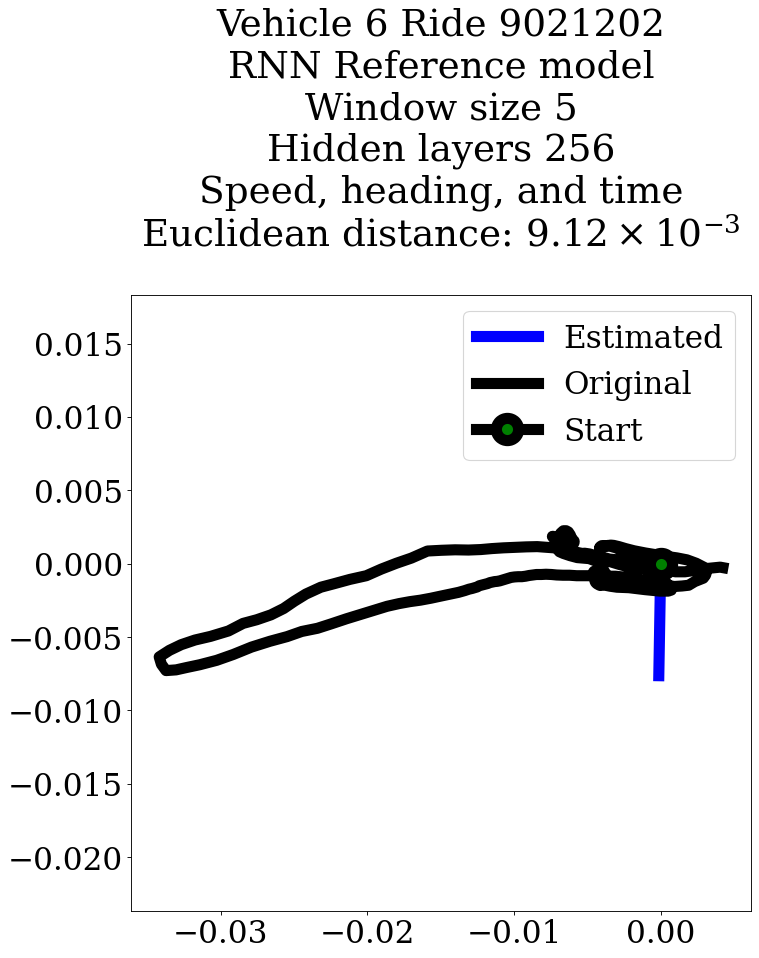 Vehicle 6 Ride 9021202
RNN Reference model
Window size 5
Hidden layers 256
Speed, heading, and time
Euclidean distance: 9.12 × 10⁻³
Estimated
Original
Start
0.015
0.010
0.005
0.000
−0.005
−0.010
−0.015
−0.020
−0.03 −0.02 −0.01 0.00